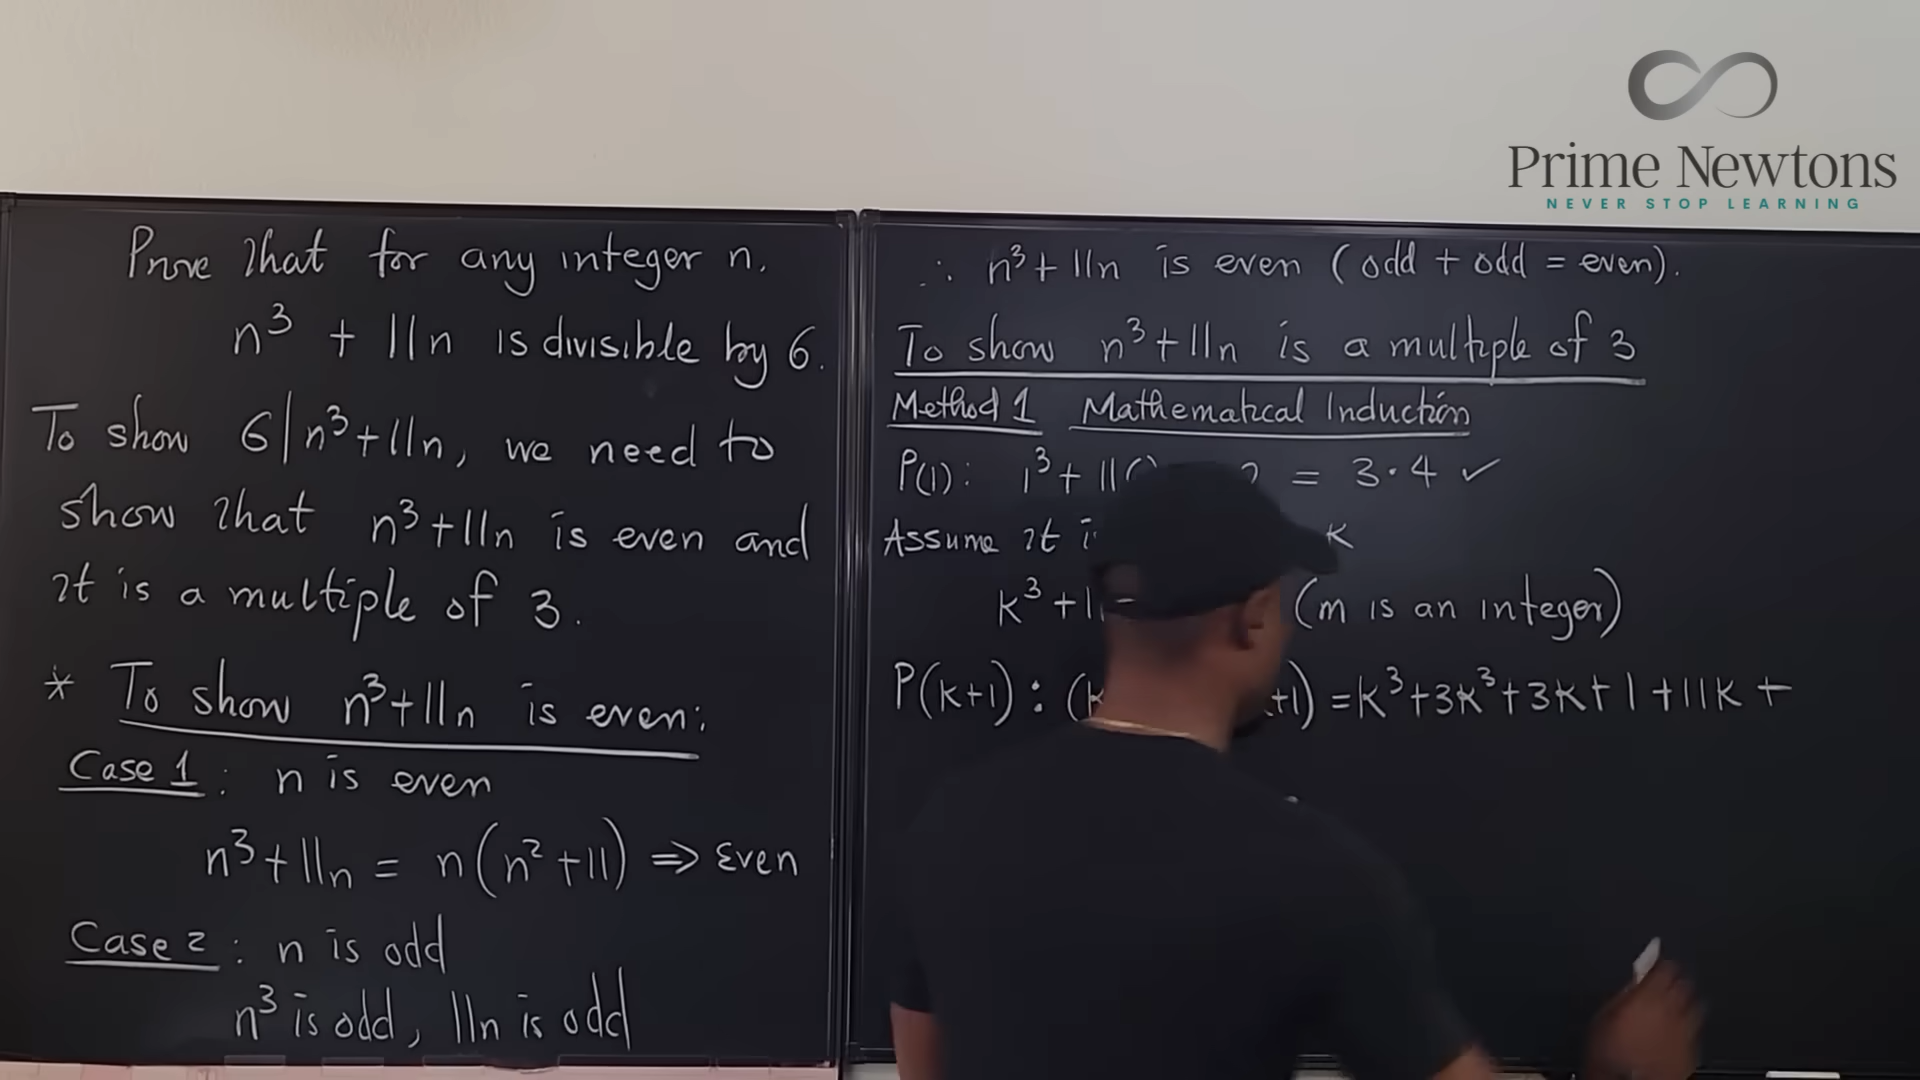 Prime Newtons
NEVER STOP LEARNING
Prove that for any integer n.
n³ + 11n is divisible by 6.
To show 6|n³+11n, we need to
show that n³+11n is even and
it is a multiple of 3.
* To show n³+11n is even:
Case 1: n is even
n³+11n = n(n²+11) ⇒ Even
Case 2: n is odd
n³ is odd, 11n is odd
∴ n³+11n is even (odd + odd = even).
To show n³+11n is a multiple of 3
Method 1 Mathematical Induction
P(1): 1³+11( = 3·4 ✓
Assume it k
k³+1 (m is an integer)
P(k+1): (k +1) = k³+3k³+3k+1+11k+